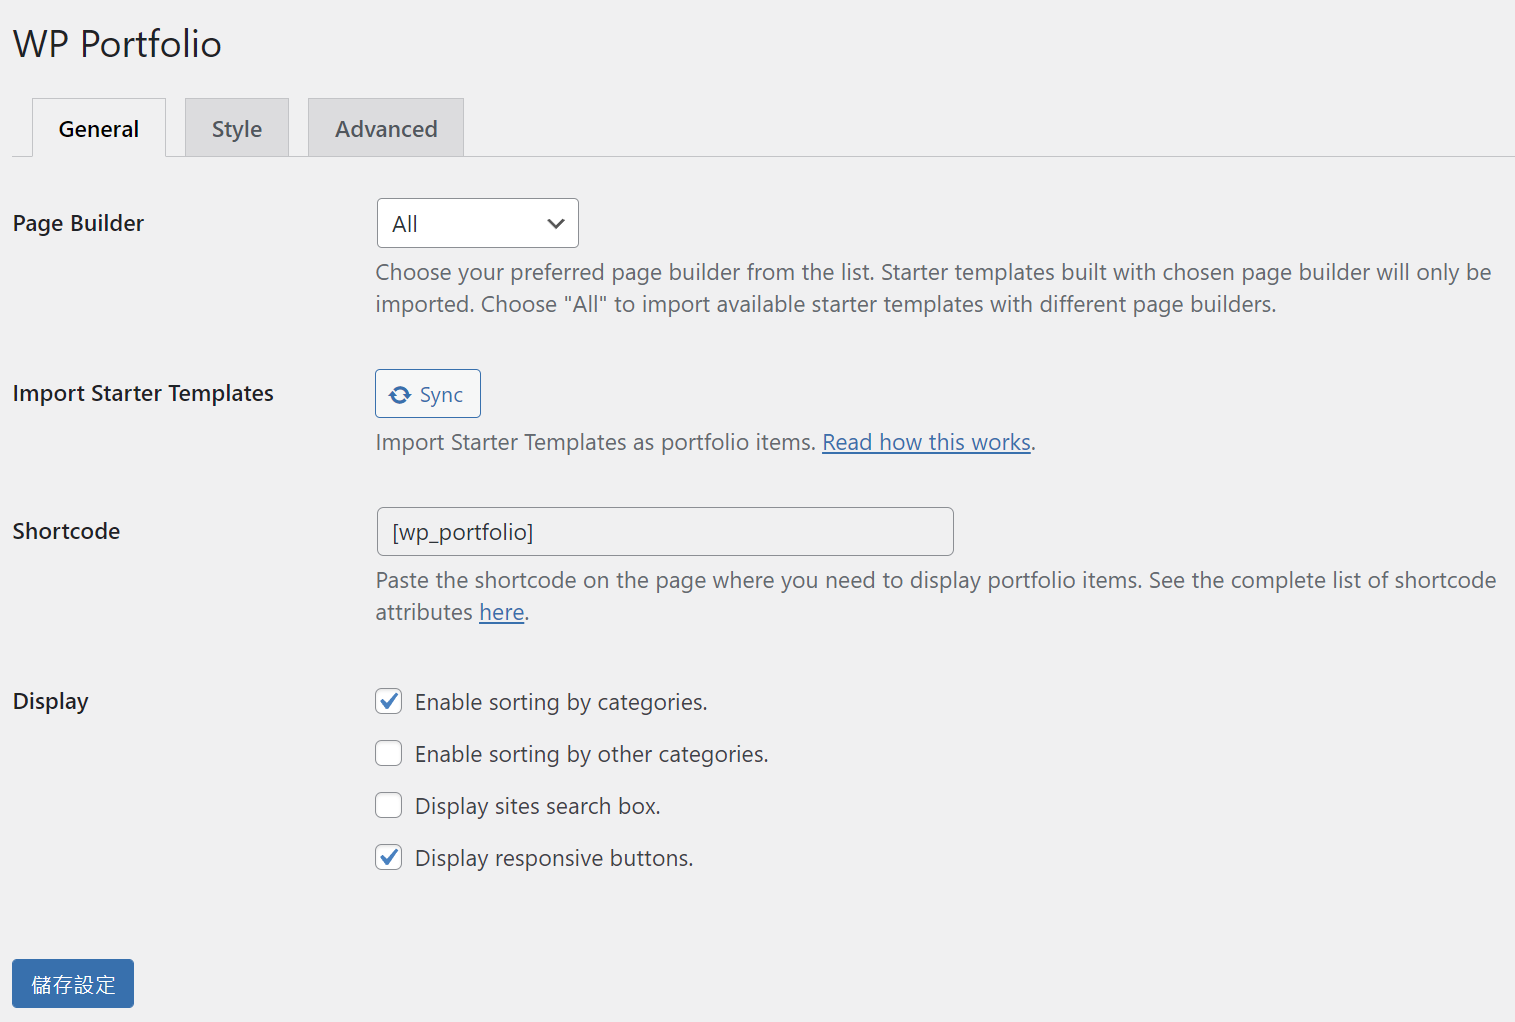 WP Portfolio
General
Style
Advanced
Page Builder
All
Choose your preferred page builder from the list. Starter templates built with chosen page builder will only be
imported. Choose "All" to import available starter templates with different page builders.
Import Starter Templates
Sync
Import Starter Templates as portfolio items. Read how this works.
Shortcode
[wp_portfolio]
Paste the shortcode on the page where you need to display portfolio items. See the complete list of shortcode
attributes here.
Display
Enable sorting by categories.
Enable sorting by other categories.
Display sites search box.
Display responsive buttons.
儲存設定